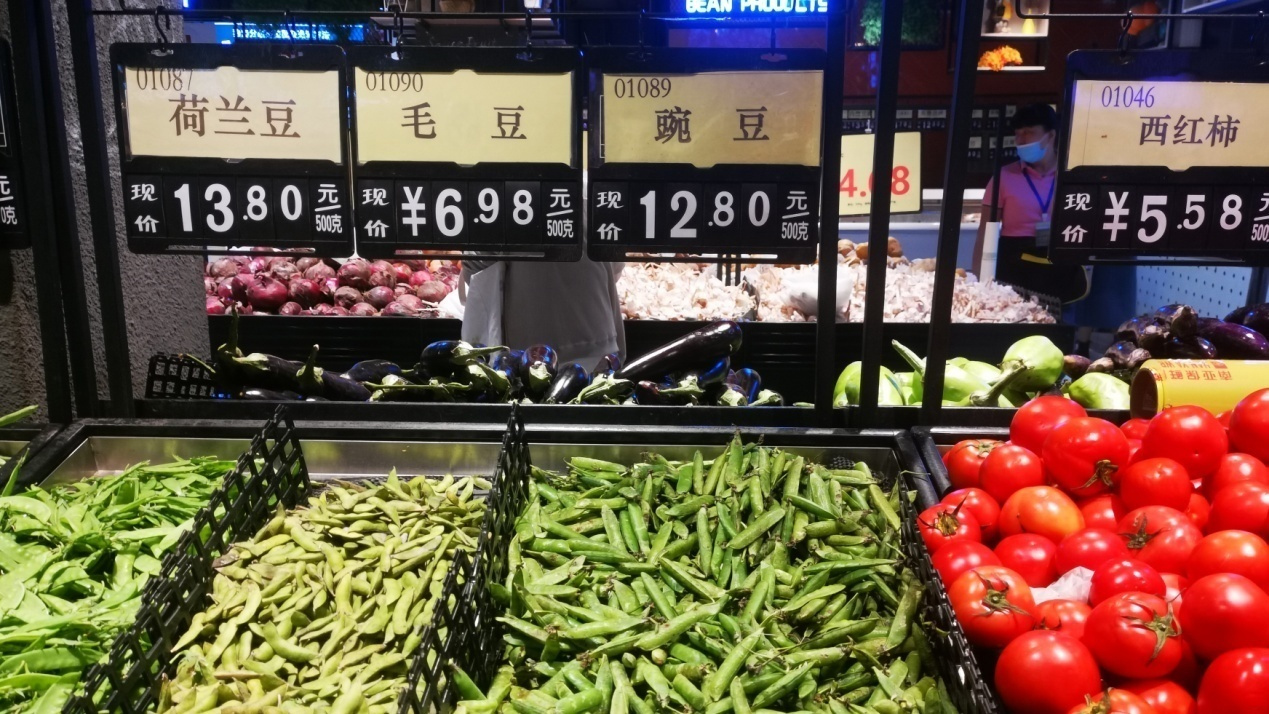 BEAN PRODUCTS
01087
荷兰豆
现价 13.80 元/500克
01090
毛 豆
现价 ¥6.98 元/500克
01089
豌 豆
现价 12.80 元/500克
01046
西红柿
现价 ¥5.58 元/500